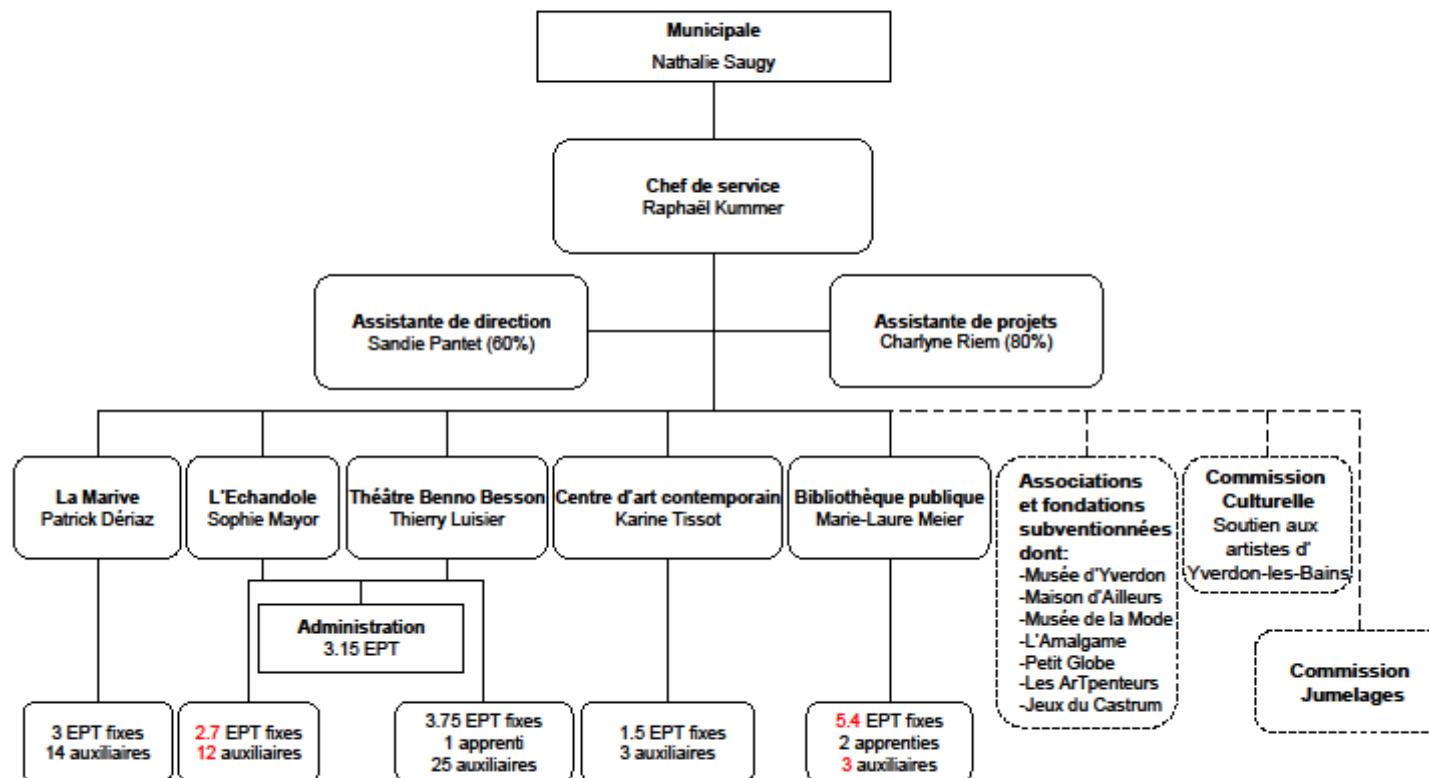 Municipale
Nathalie Saugy
Chef de service
Raphaël Kummer
Assistante de direction
Sandie Pantet (60%)
Assistante de projets
Charlyne Riem (80%)
La Marive
Patrick Dériaz
L'Echandole
Sophie Mayor
Théâtre Benno Besson
Thierry Luisier
Centre d'art contemporain
Karine Tissot
Bibliothèque publique
Marie-Laure Meier
Associations
et fondations
subventionnées
dont:
-Musée d'Yverdon
-Maison d'Ailleurs
-Musée de la Mode
-L'Amalgame
-Petit Globe
-Les ArTpenteurs
-Jeux du Castrum
Commission
Culturelle
Soutien aux
artistes d'
Yverdon-les-Bains
Commission
Jumelages
Administration
3.15 EPT
3 EPT fixes
14 auxiliaires
2.7 EPT fixes
12 auxiliaires
3.75 EPT fixes
1 apprenti
25 auxiliaires
1.5 EPT fixes
3 auxiliaires
5.4 EPT fixes
2 apprenties
3 auxiliaires